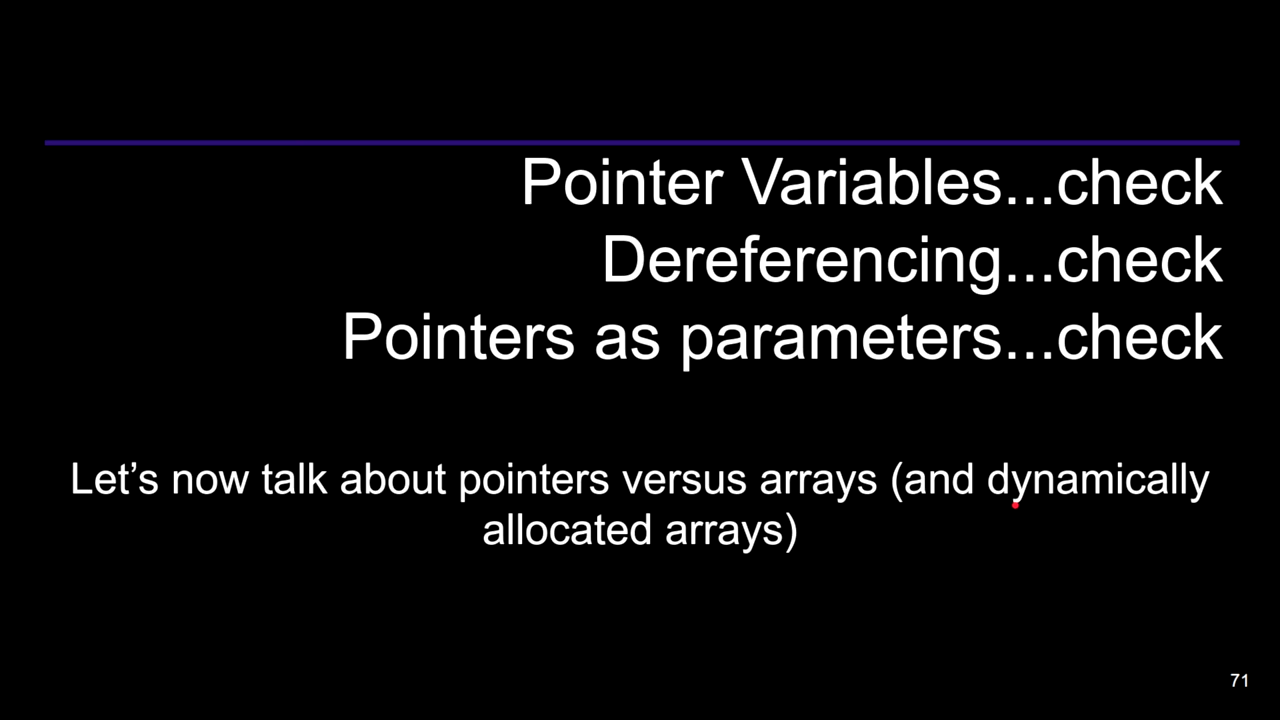 Pointer Variables...check
Dereferencing...check
Pointers as parameters...check
Let’s now talk about pointers versus arrays (and dynamically
allocated arrays)
71